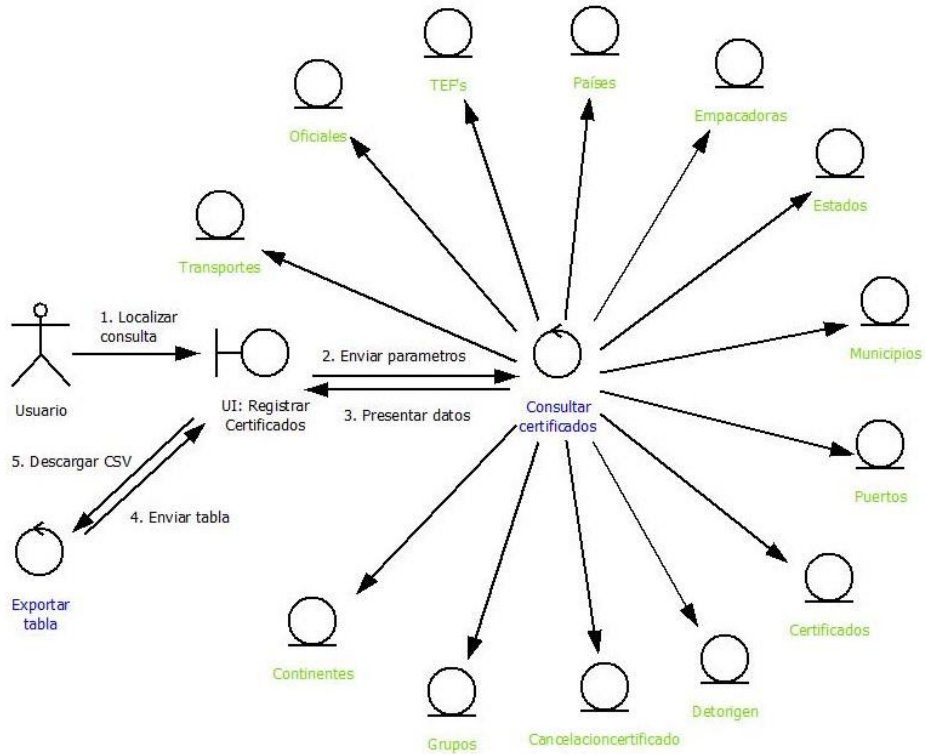 TEF's
Países
Empacadoras
Oficiales
Estados
Transportes
1. Localizar
consulta
Municipios
2. Enviar parametros
Usuario
UI: Registrar
Certificados
3. Presentar datos
Consultar
certificados
5. Descargar CSV
Puertos
4. Enviar tabla
Exportar
tabla
Certificados
Continentes
Detorigen
Grupos
Cancelacioncertificado